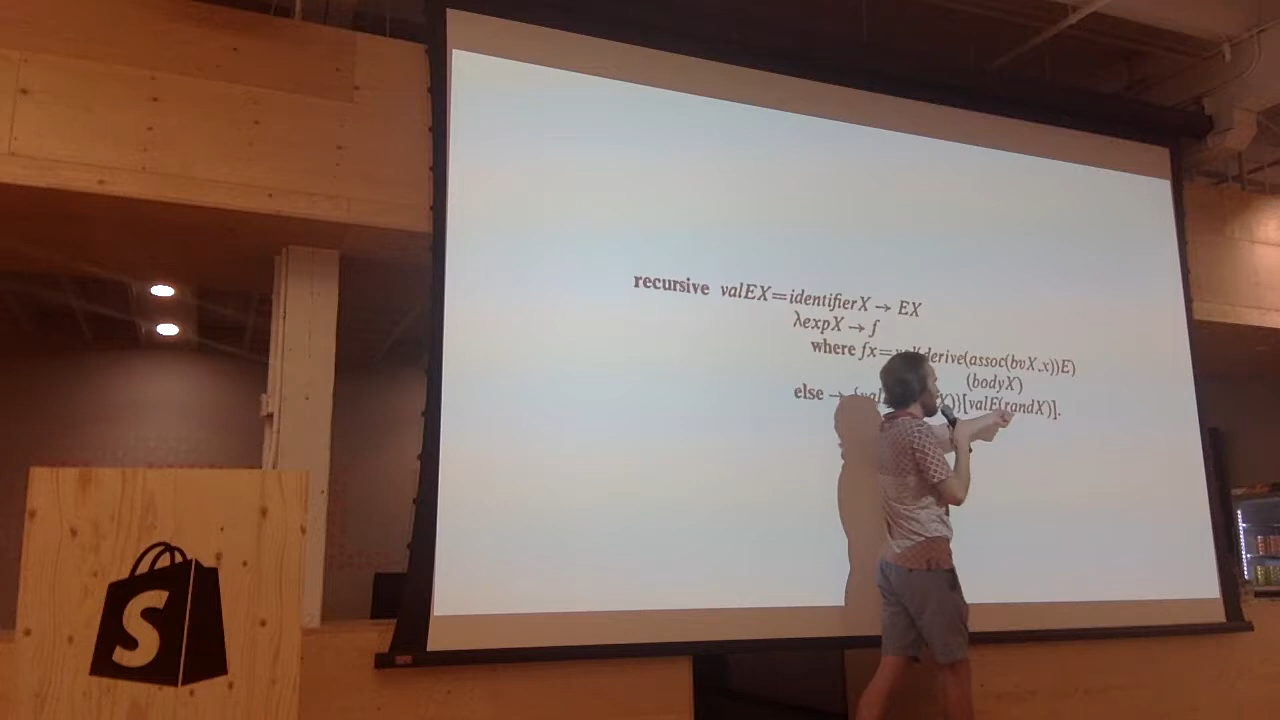 recursive valEX=identifierX → EX
λexpX → f
where fx= derive(assoc(bvX,x))E)
(bodyX)
else → [valE(randX)].
S